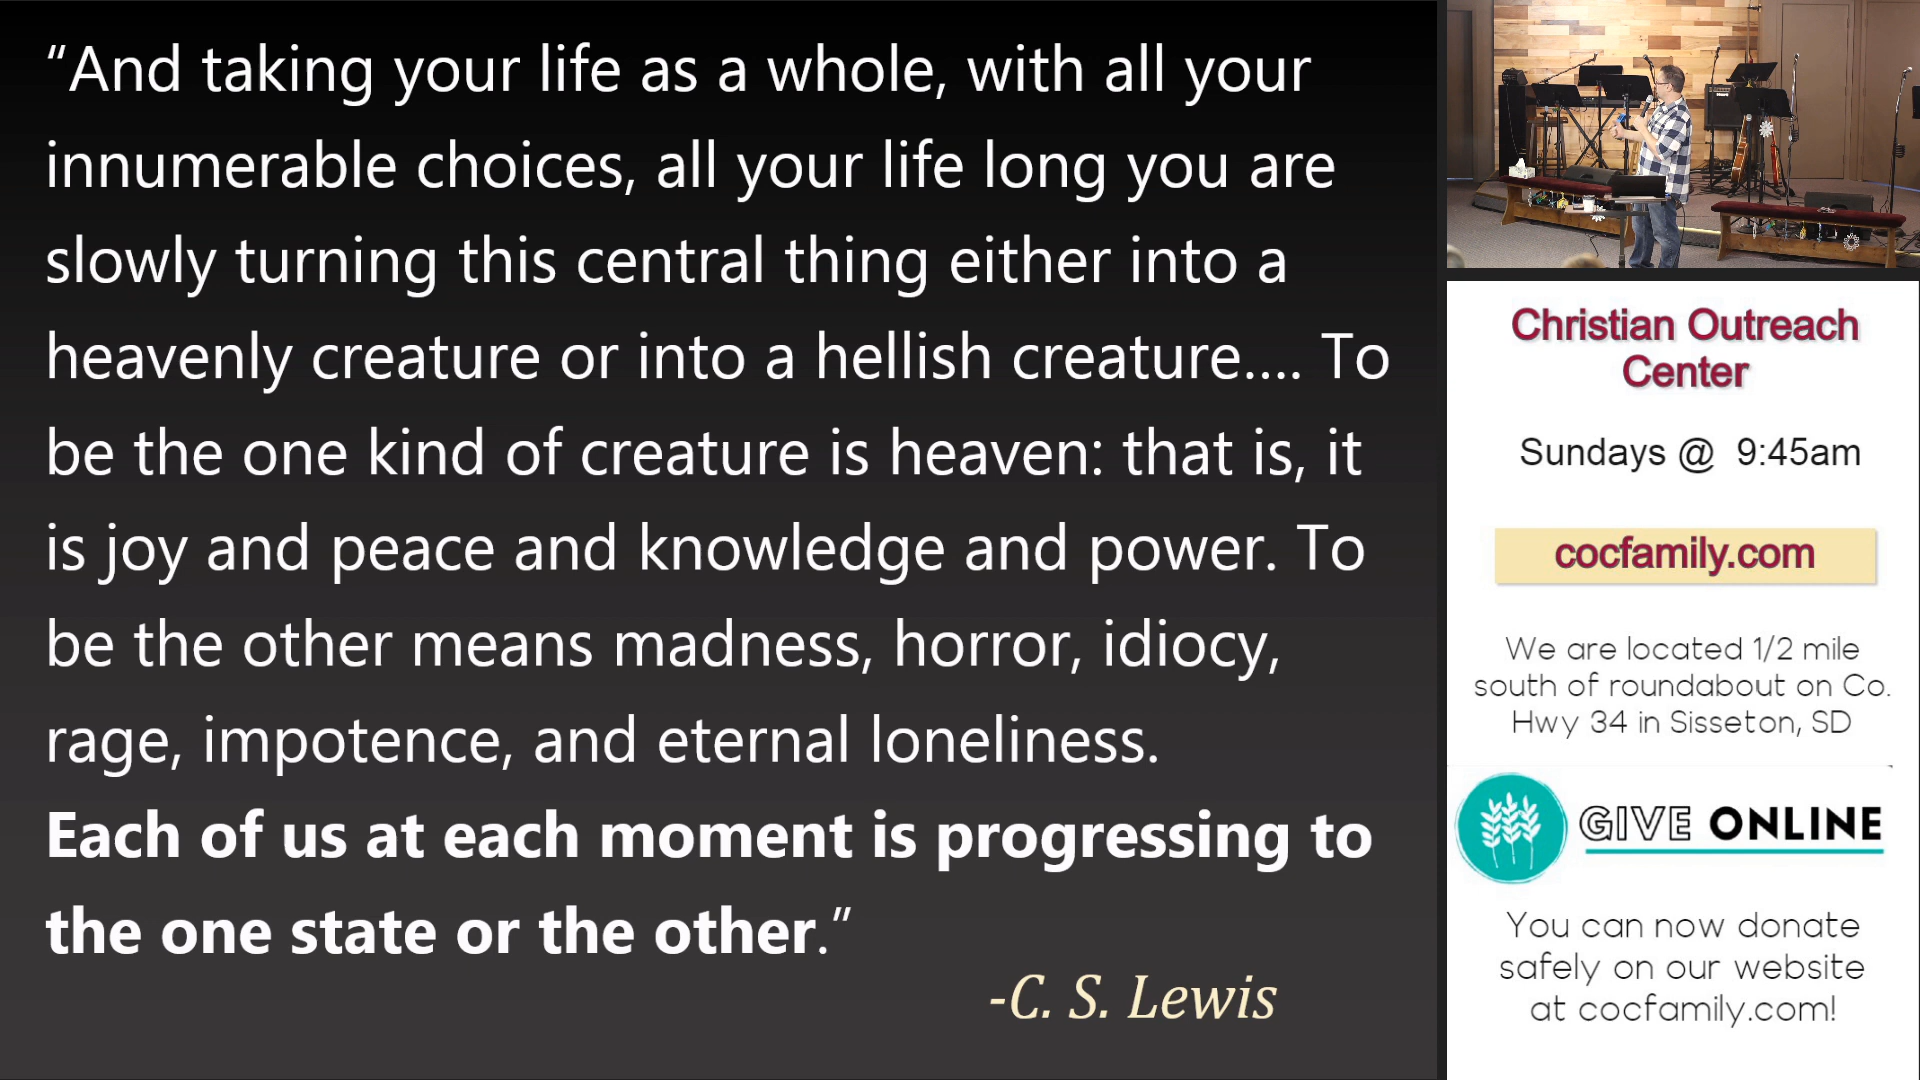 “And taking your life as a whole, with all your
innumerable choices, all your life long you are
slowly turning this central thing either into a
heavenly creature or into a hellish creature.... To
be the one kind of creature is heaven: that is, it
is joy and peace and knowledge and power. To
be the other means madness, horror, idiocy,
rage, impotence, and eternal loneliness.
Each of us at each moment is progressing to
the one state or the other.”
-C. S. Lewis
Christian Outreach
Center
Sundays @ 9:45am
cocfamily.com
We are located 1/2 mile
south of roundabout on Co.
Hwy 34 in Sisseton, SD
GIVE ONLINE
You can now donate
safely on our website
at cocfamily.com!